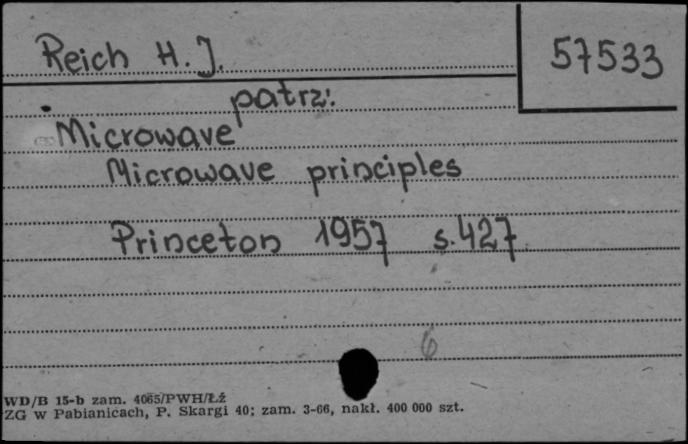 Reich H. J.
57533
patrz:
Microwave
Microwave principles
Princeton 1957 s. 427
6
WD/B 15-b zam. 4065/PWH/Łź
ZG w Pabianicach, P. Skargi 40; zam. 3-66, nakł. 400 000 szt.